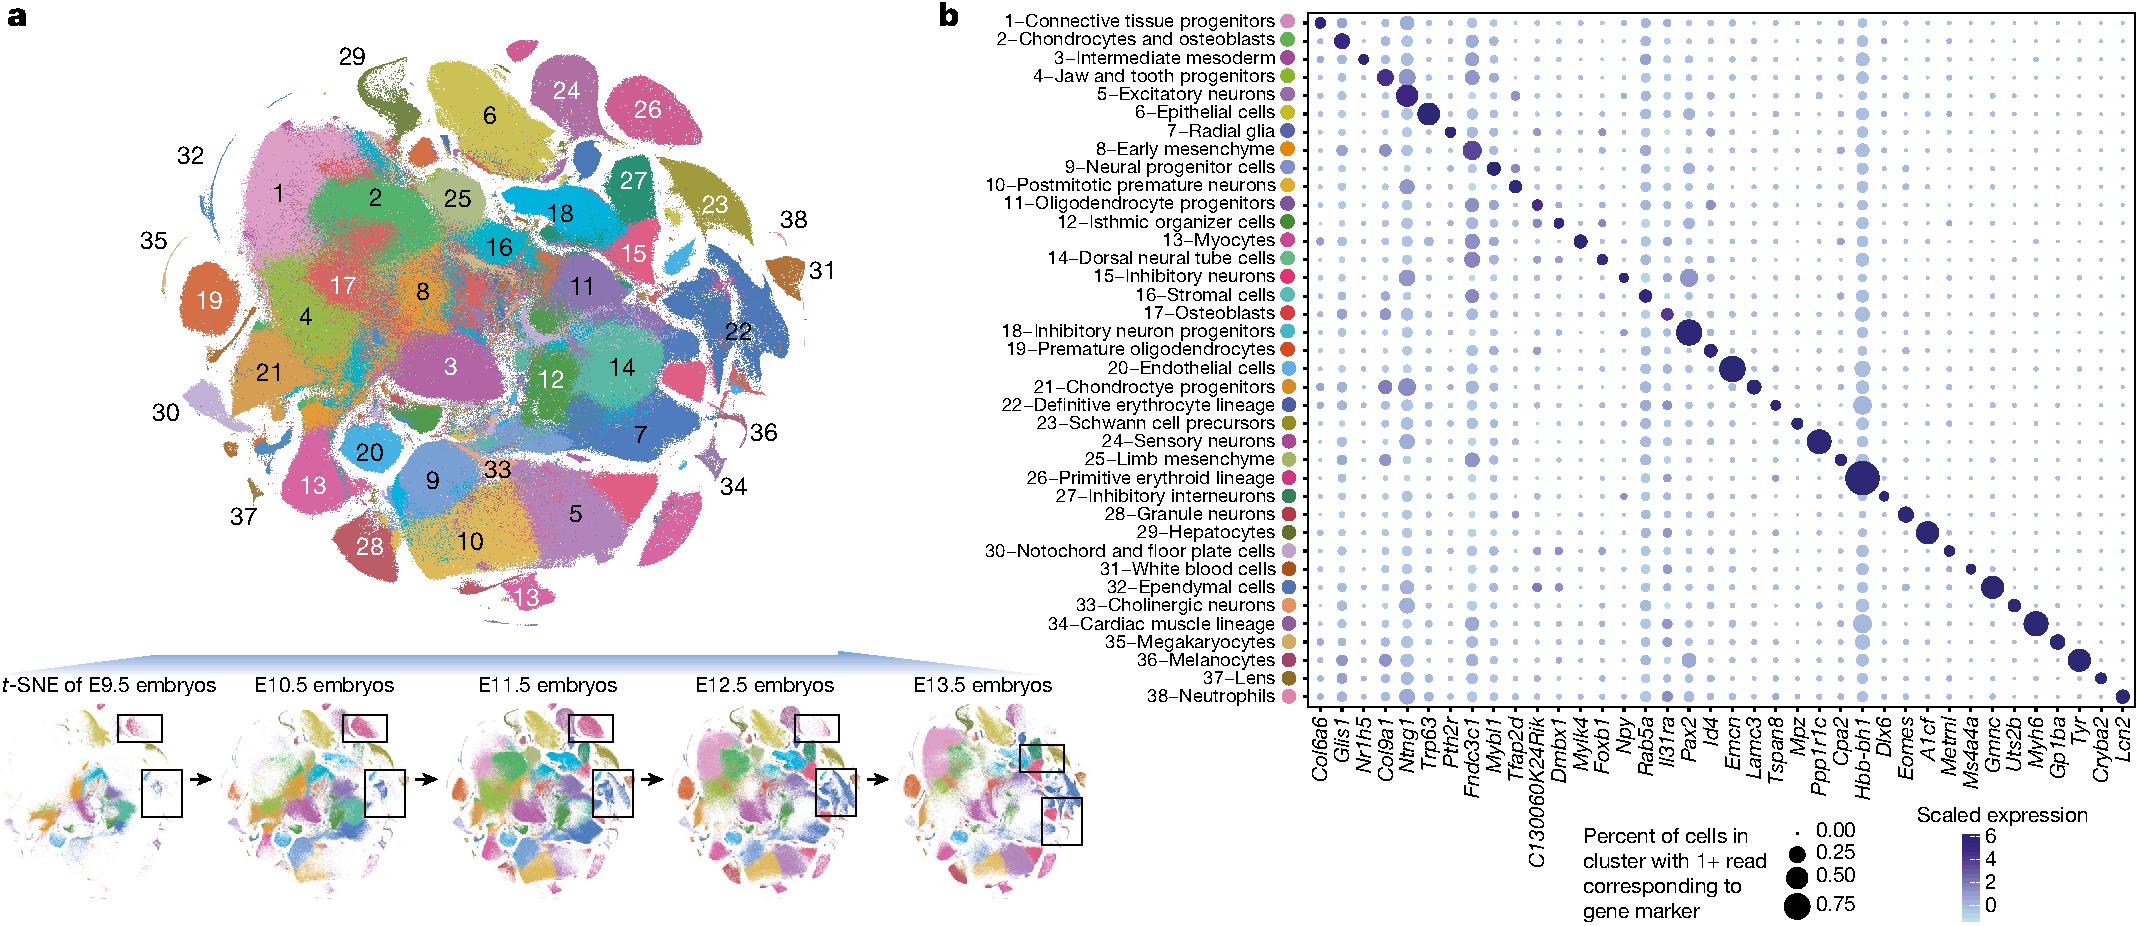 a
29
24
6
26
32
27
1
2
25
23
18
38
35
16
15
31
17
11
19
8
4
22
3
14
21
12
30
36
7
20
33
9
34
13
37
5
28
10
13
t-SNE of E9.5 embryos
E10.5 embryos
E11.5 embryos
E12.5 embryos
E13.5 embryos
b
1–Connective tissue progenitors
2–Chondrocytes and osteoblasts
3–Intermediate mesoderm
4–Jaw and tooth progenitors
5–Excitatory neurons
6–Epithelial cells
7–Radial glia
8–Early mesenchyme
9–Neural progenitor cells
10–Postmitotic premature neurons
11–Oligodendrocyte progenitors
12–Isthmic organizer cells
13–Myocytes
14–Dorsal neural tube cells
15–Inhibitory neurons
16–Stromal cells
17–Osteoblasts
18–Inhibitory neuron progenitors
19–Premature oligodendrocytes
20–Endothelial cells
21–Chondroctye progenitors
22–Definitive erythrocyte lineage
23–Schwann cell precursors
24–Sensory neurons
25–Limb mesenchyme
26–Primitive erythroid lineage
27–Inhibitory interneurons
28–Granule neurons
29–Hepatocytes
30–Notochord and floor plate cells
31–White blood cells
32–Ependymal cells
33–Cholinergic neurons
34–Cardiac muscle lineage
35–Megakaryocytes
36–Melanocytes
37–Lens
38–Neutrophils
Col6a6
Glis1
Nr1h5
Col9a1
Ntng1
Trp63
Pth2r
Fndc3c1
Mybl1
Tfap2d
C130060K24Rik
Dmbx1
Mylk4
Foxb1
Npy
Rab5a
Il31ra
Pax2
Id4
Emcn
Lamc3
Tspan8
Mpz
Ppp1r1c
Cpa2
Hbb-bh1
Dlx6
Eomes
A1cf
Metrnl
Ms4a4a
Gmnc
Uts2b
Myh6
Gp1ba
Tyr
Cryba2
Lcn2
Percent of cells in
cluster with 1+ read
corresponding to
gene marker
0.00
0.25
0.50
0.75
Scaled expression
6
4
2
0